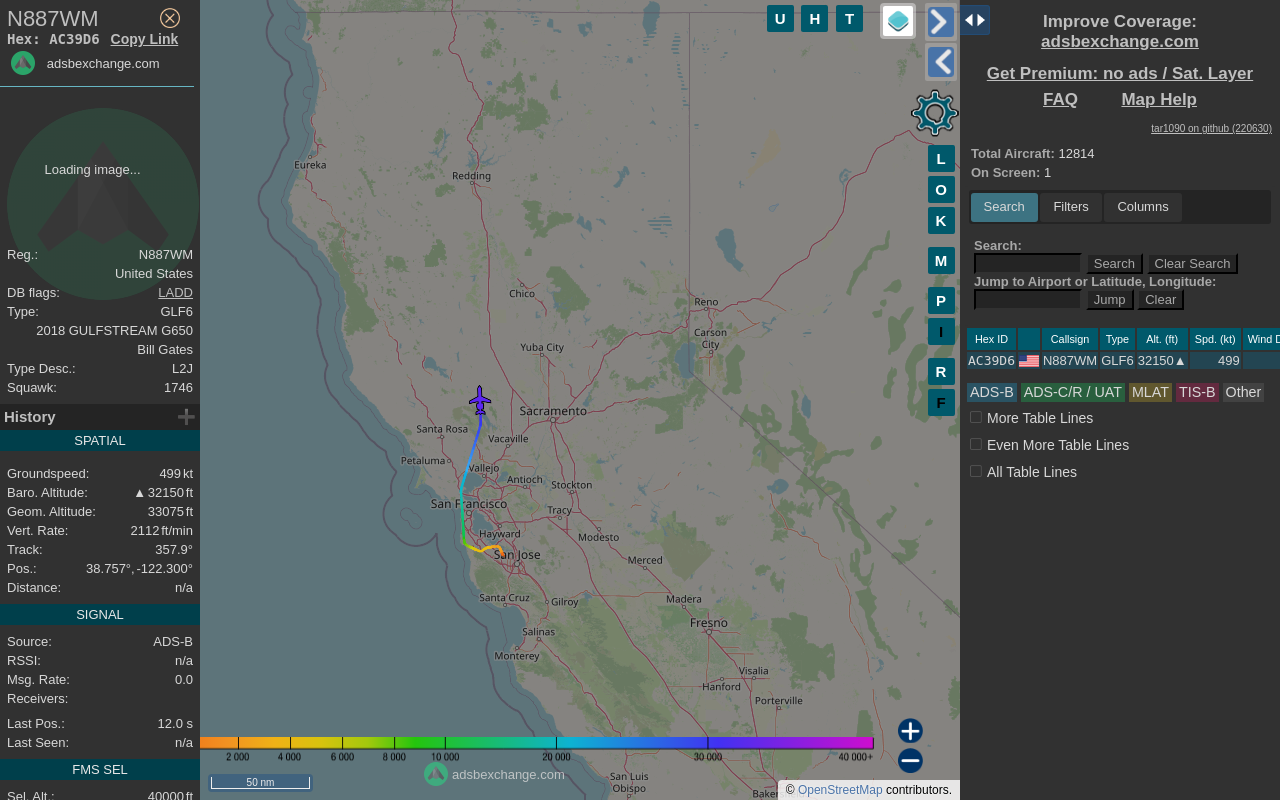 N887WM
Hex: AC39D6 Copy Link
adsbexchange.com
Loading image...
Reg.: N887WM
United States
DB flags: LADD
Type: GLF6
2018 GULFSTREAM G650
Bill Gates
Type Desc.: L2J
Squawk: 1746
History
SPATIAL
Groundspeed: 499 kt
Baro. Altitude: ▲ 32150 ft
Geom. Altitude: 33075 ft
Vert. Rate: 2112 ft/min
Track: 357.9°
Pos.: 38.757°, -122.300°
Distance: n/a
SIGNAL
Source: ADS-B
RSSI: n/a
Msg. Rate: 0.0
Receivers:
Last Pos.: 12.0 s
Last Seen: n/a
FMS SEL
Sel. Alt.: 40000 ft
U H T
L
O
K
M
P
I
R
F
Eureka
Redding
Chico
Reno
Carson
City
Yuba City
Sacramento
Santa Rosa
Vacaville
Petaluma
Vallejo
Antioch
Stockton
San Francisco
Tracy
Hayward
Modesto
San Jose
Merced
Santa Cruz
Gilroy
Madera
Salinas
Fresno
Monterey
Visalia
Hanford
Porterville
San Luis
Obispo
Baker
2 000 4 000 6 000 8 000 10 000 20 000 30 000 40 000+
50 nm
adsbexchange.com
© OpenStreetMap contributors.
Improve Coverage:
adsbexchange.com
Get Premium: no ads / Sat. Layer
FAQ Map Help
tar1090 on github (220630)
Total Aircraft: 12814
On Screen: 1
Search Filters Columns
Search:
Search Clear Search
Jump to Airport or Latitude, Longitude:
Jump Clear
Hex ID Callsign Type Alt. (ft) Spd. (kt) Wind D
AC39D6 N887WM GLF6 32150▲ 499
ADS-B ADS-C/R / UAT MLAT TIS-B Other
More Table Lines
Even More Table Lines
All Table Lines